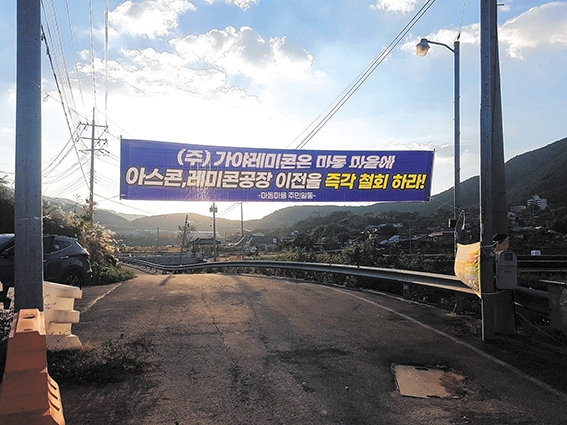 (주) 가야레미콘은 마동 마을에
아스콘,레미콘공장 이전을 즉각 철회 하라!
-마동마을 주민일동-